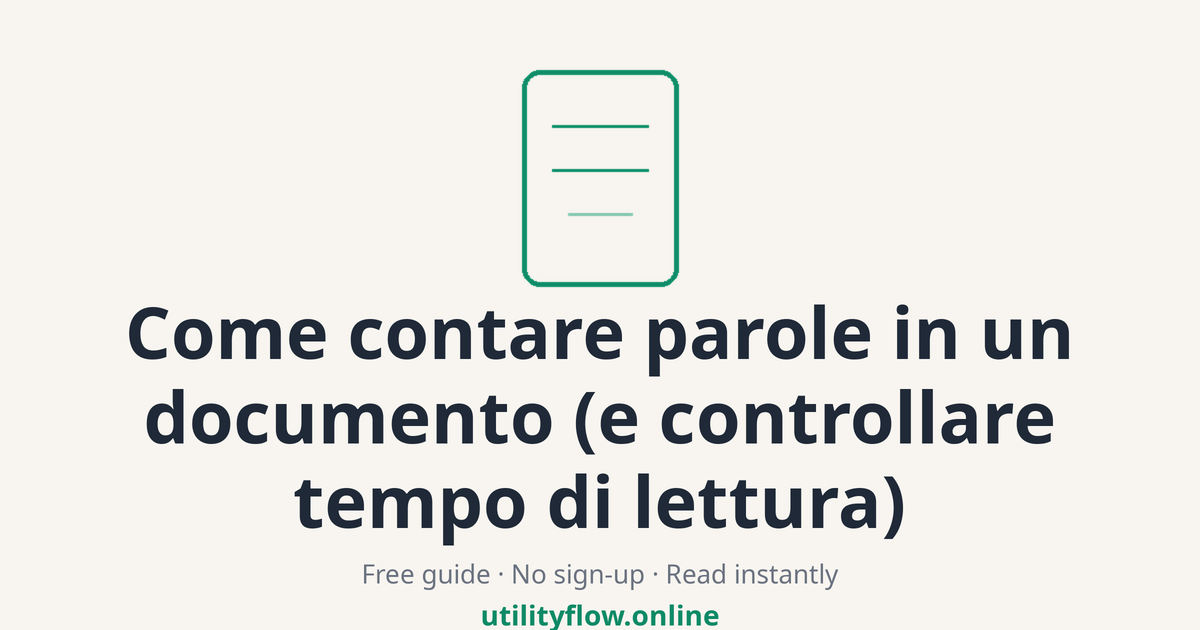 Come contare parole in un
documento (e controllare
tempo di lettura)
Free guide · No sign-up · Read instantly
utilityflow.online